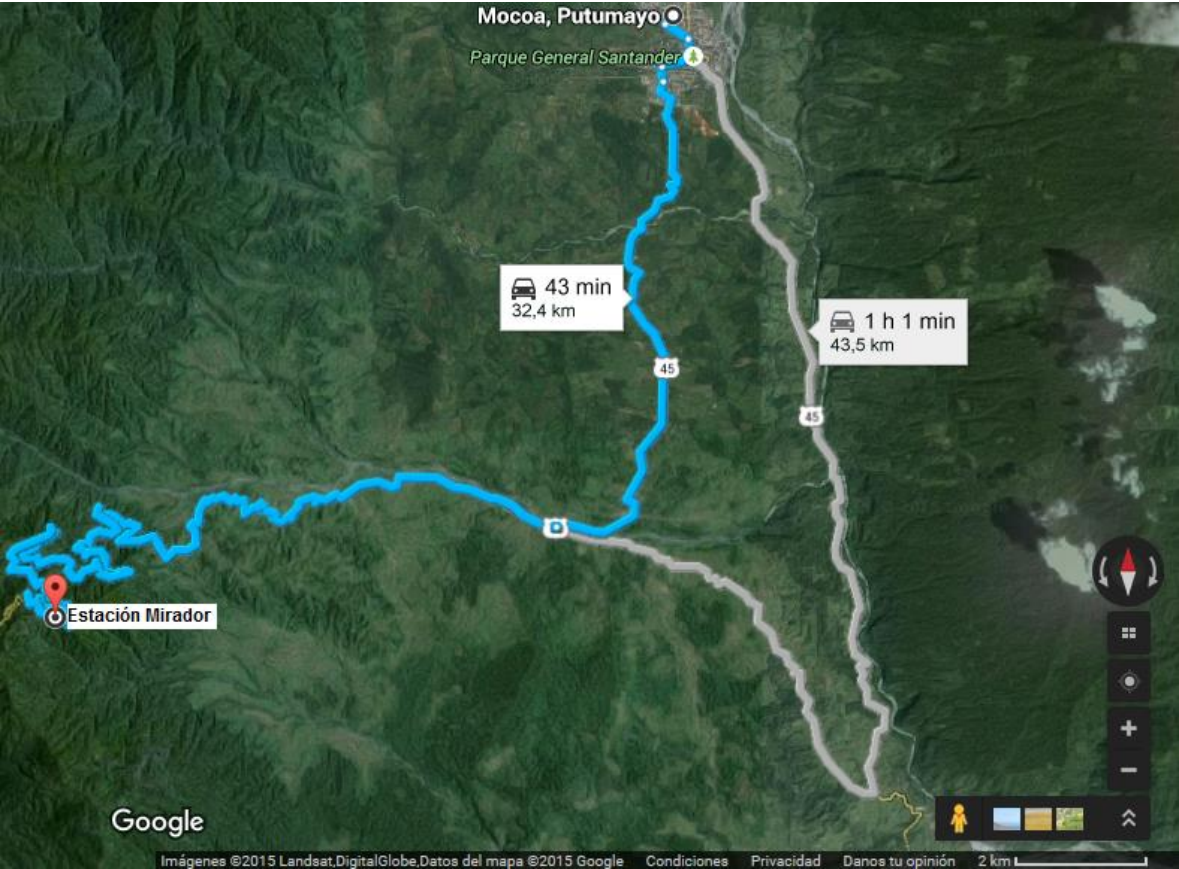 Mocoa, Putumayo
Parque General Santander
43 min
32,4 km
1 h 1 min
43,5 km
45
45
Estación Mirador
Google
Imágenes ©2015 Landsat,DigitalGlobe,Datos del mapa ©2015 Google Condiciones Privacidad Danos tu opinión 2 km